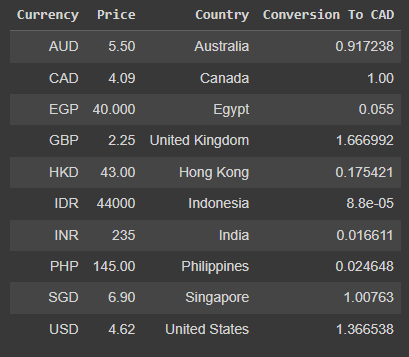 Currency Price Country Conversion To CAD
AUD 5.50 Australia 0.917238
CAD 4.09 Canada 1.00
EGP 40.000 Egypt 0.055
GBP 2.25 United Kingdom 1.666992
HKD 43.00 Hong Kong 0.175421
IDR 44000 Indonesia 8.8e-05
INR 235 India 0.016611
PHP 145.00 Philippines 0.024648
SGD 6.90 Singapore 1.00763
USD 4.62 United States 1.366538